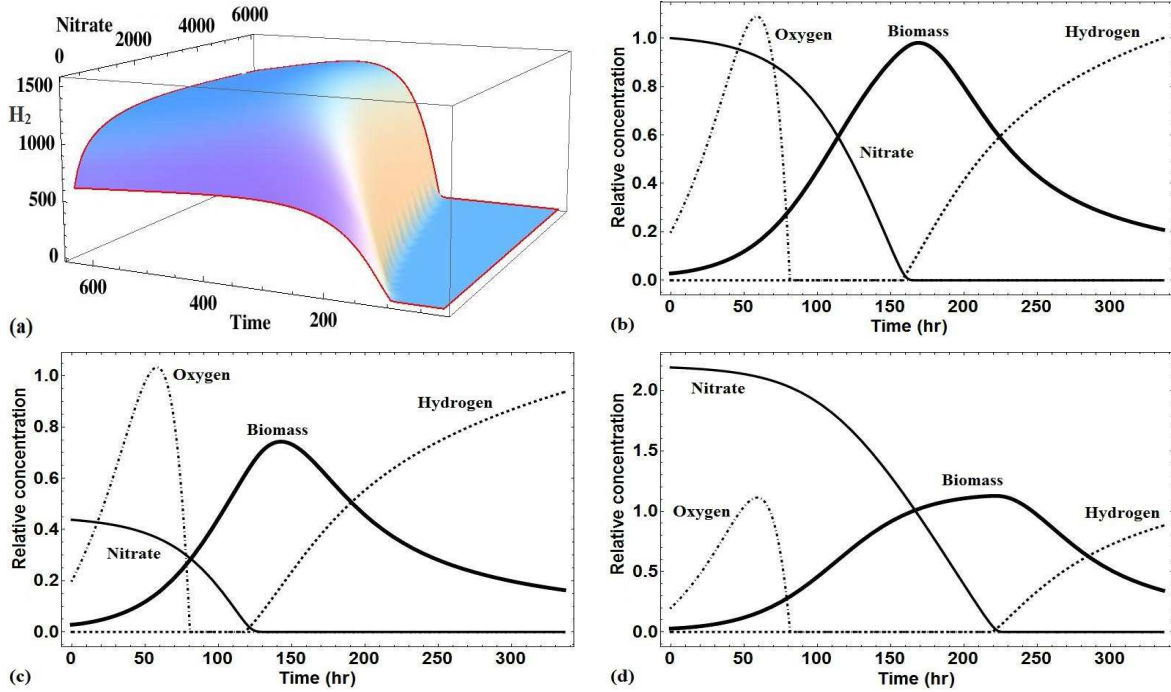 Nitrate 0 2000 4000 6000
1500
H₂
1000
500
0
600 400 200
Time
(a)
Relative concentration
1.0
0.8
0.6
0.4
0.2
0.0
Oxygen
Biomass
Hydrogen
Nitrate
0 50 100 150 200 250 300
Time (hr)
(b)
Relative concentration
1.0
0.8
0.6
0.4
0.2
0.0
Oxygen
Hydrogen
Biomass
Nitrate
0 50 100 150 200 250 300
Time (hr)
(c)
Relative concentration
2.0
1.5
1.0
0.5
0.0
Nitrate
Biomass
Oxygen
Hydrogen
0 50 100 150 200 250 300
Time (hr)
(d)